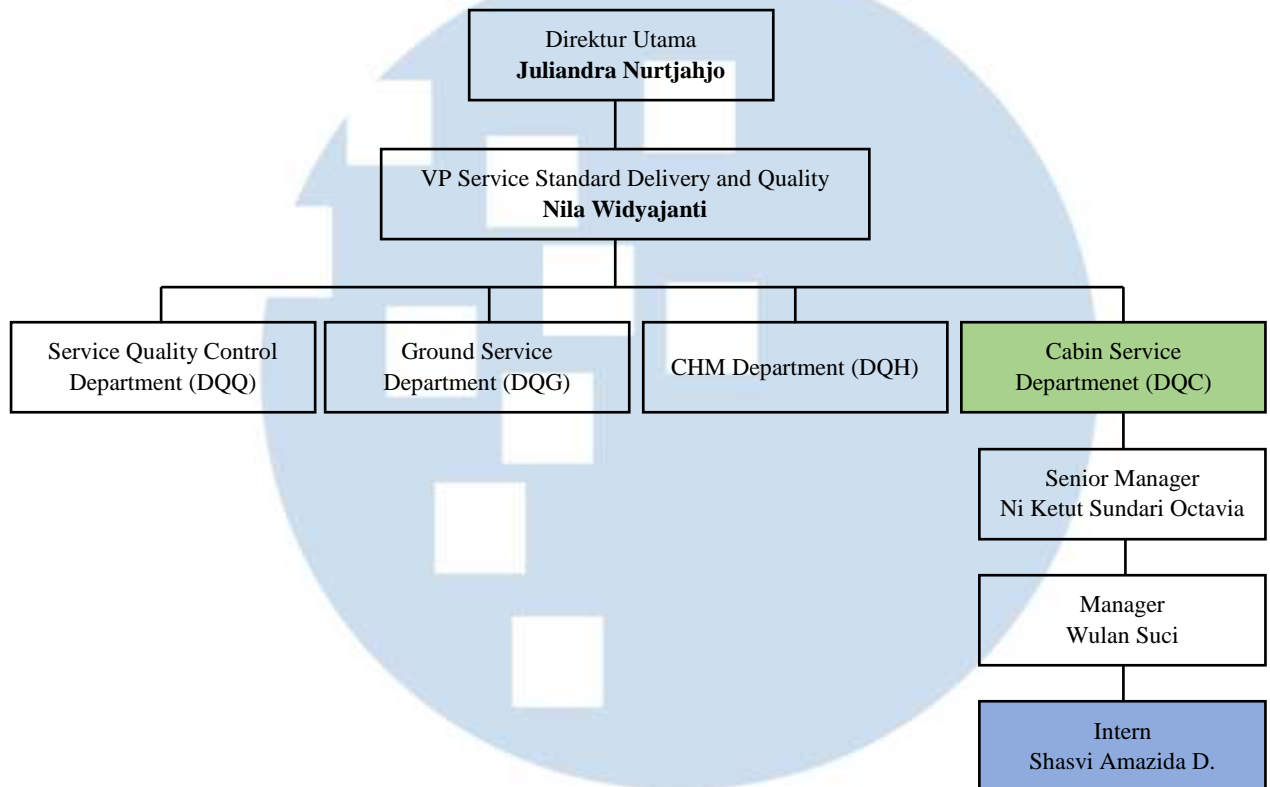 Direktur Utama
Juliandra Nurtjahjo
VP Service Standard Delivery and Quality
Nila Widyajanti
Service Quality Control
Department (DQQ)
Ground Service
Department (DQG)
CHM Department (DQH)
Cabin Service
Departmenet (DQC)
Senior Manager
Ni Ketut Sundari Octavia
Manager
Wulan Suci
Intern
Shasvi Amazida D.